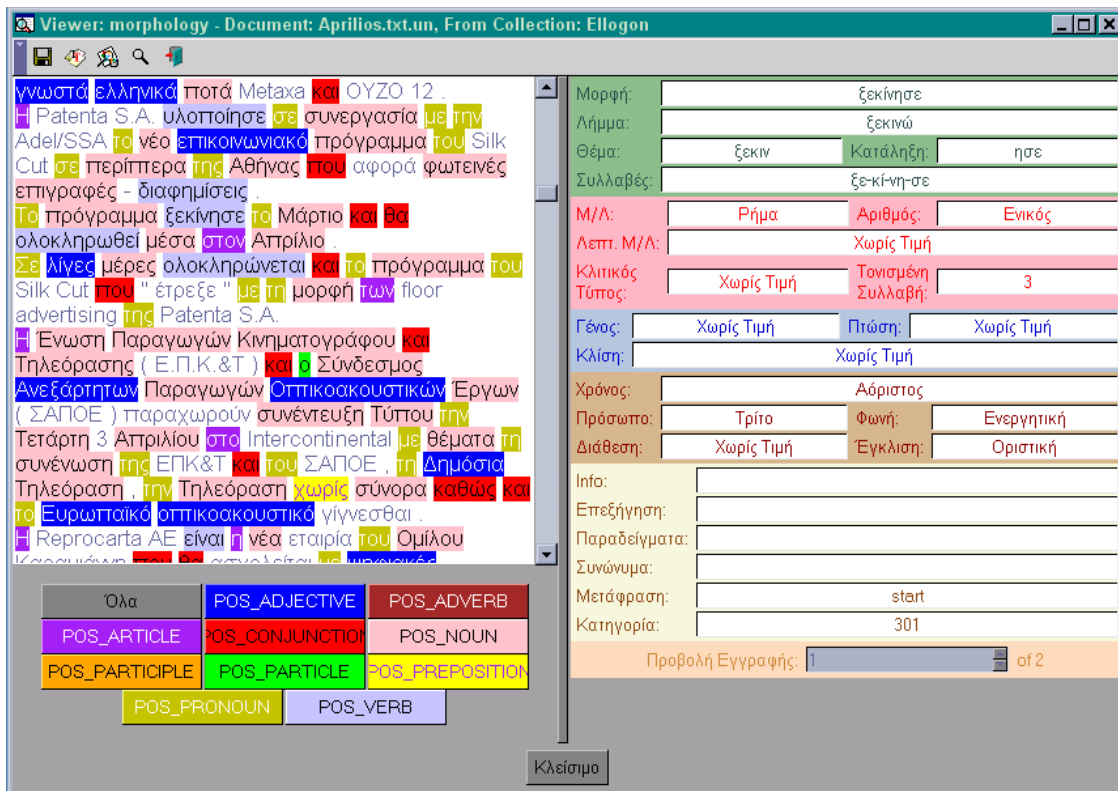 Viewer: morphology - Document: Aprilios.txt.un, From Collection: Ellogon
γνωστά ελληνικά ποτά Metaxa και ΟΥΖΟ 12 .
Η Patenta S.A. υλοποίησε σε συνεργασία με την
Adel/SSA το νέο επικοινωνιακό πρόγραμμα του Silk
Cut σε περίπτερα της Αθήνας που αφορά φωτεινές
επιγραφές - διαφημίσεις .
Το πρόγραμμα ξεκίνησε το Μάρτιο και θα
ολοκληρωθεί μέσα στον Απρίλιο .
Σε λίγες μέρες ολοκληρώνεται και το πρόγραμμα του
Silk Cut που " έτρεξε " με τη μορφή των floor
advertising της Patenta S.A.
Η Ένωση Παραγωγών Κινηματογράφου και
Τηλεόρασης ( Ε.Π.Κ.&Τ ) και ο Σύνδεσμος
Ανεξάρτητων Παραγωγών Οπτικοακουστικών Έργων
( ΣΑΠΟΕ ) παραχωρούν συνέντευξη Τύπου την
Τετάρτη 3 Απριλίου στο Intercontinental με θέματα τη
συνένωση της ΕΠΚ&Τ και του ΣΑΠΟΕ , τη Δημόσια
Τηλεόραση , την Τηλεόραση χωρίς σύνορα καθώς και
το Ευρωπαϊκό οπτικοακουστικό γίγνεσθαι .
Η Reprocarta AE είναι η νέα εταιρία του Ομίλου
που θα ασχολείται με
Όλα POS_ADJECTIVE POS_ADVERB
POS_ARTICLE POS_CONJUNCTION POS_NOUN
POS_PARTICIPLE POS_PARTICLE POS_PREPOSITION
POS_PRONOUN POS_VERB
Μορφή: ξεκίνησε
Λήμμα: ξεκινώ
Θέμα: ξεκιν Κατάληξη: ησε
Συλλαβές: ξε-κί-νη-σε
Μ/Λ: Ρήμα Αριθμός: Ενικός
Λεπτ. Μ/Λ: Χωρίς Τιμή
Κλιτικός Τύπος: Χωρίς Τιμή Τονισμένη Συλλαβή: 3
Γένος: Χωρίς Τιμή Πτώση: Χωρίς Τιμή
Κλίση: Χωρίς Τιμή
Χρόνος: Αόριστος
Πρόσωπο: Τρίτο Φωνή: Ενεργητική
Διάθεση: Χωρίς Τιμή Έγκλιση: Οριστική
Info:
Επεξήγηση:
Παραδείγματα:
Συνώνυμα:
Μετάφραση: start
Κατηγορία: 301
Προβολή Εγγραφής: 1 of 2
Κλείσιμο